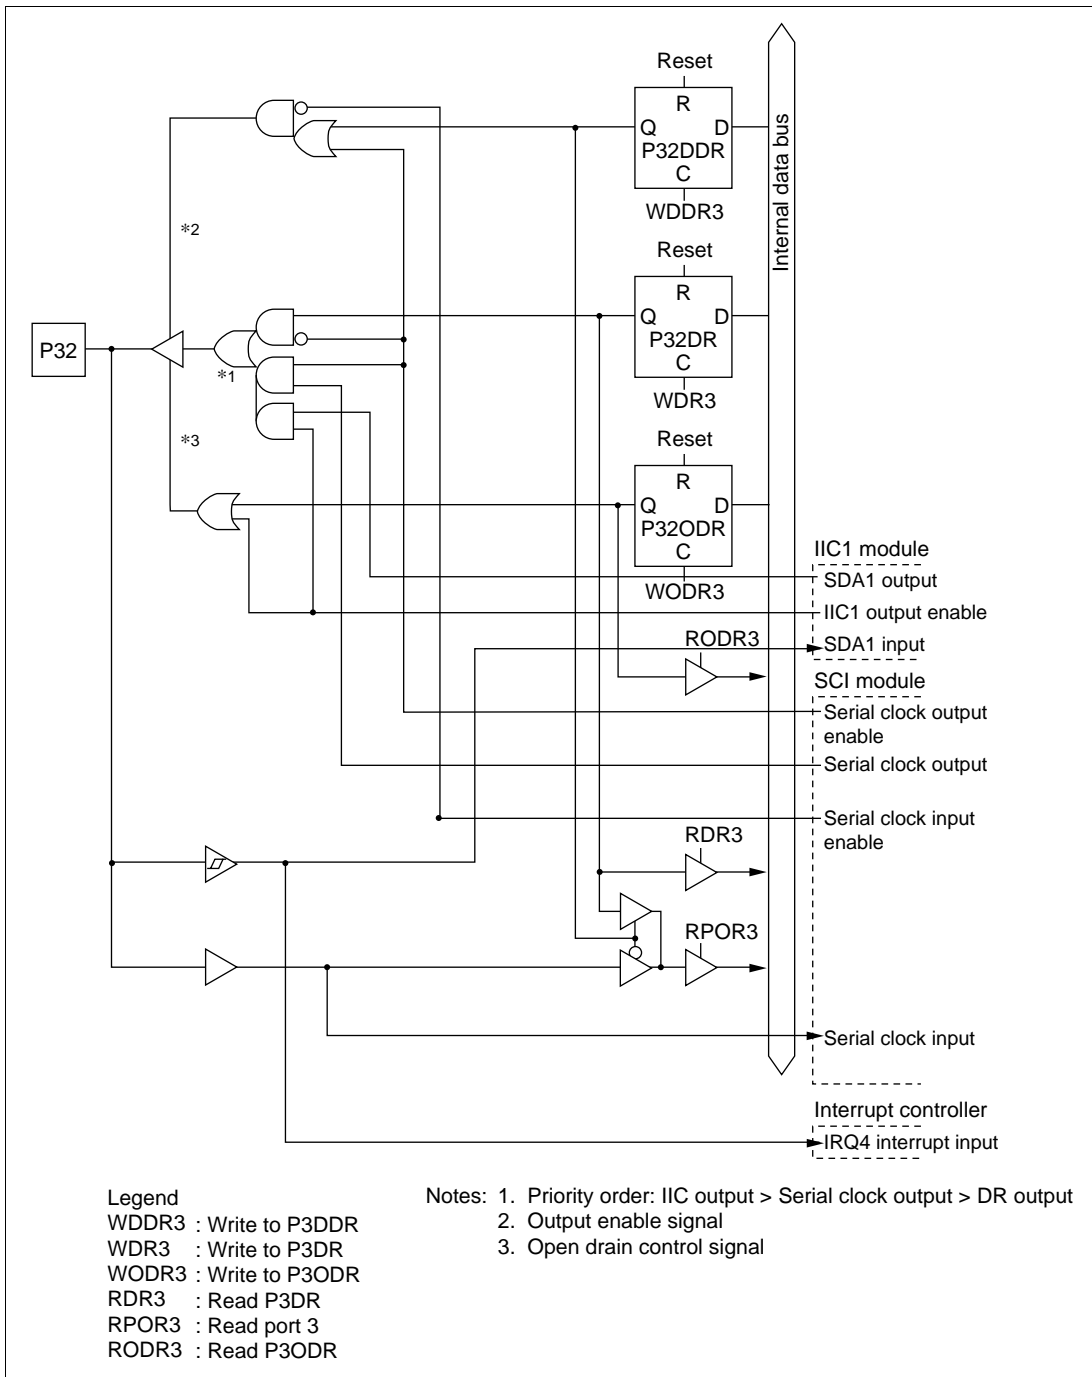 Reset
R
Q D
P32DDR
C
WDDR3
Internal data bus
*2
Reset
R
Q D
P32DR
C
WDR3
P32
*1
*3
Reset
R
Q D
P32ODR
C
WODR3
IIC1 module
SDA1 output
IIC1 output enable
SDA1 input
RODR3
SCI module
Serial clock output
enable
Serial clock output
Serial clock input
enable
RDR3
RPOR3
Serial clock input
Interrupt controller
IRQ4 interrupt input
Legend
WDDR3 : Write to P3DDR
WDR3 : Write to P3DR
WODR3 : Write to P3ODR
RDR3 : Read P3DR
RPOR3 : Read port 3
RODR3 : Read P3ODR
Notes: 1. Priority order: IIC output > Serial clock output > DR output
2. Output enable signal
3. Open drain control signal